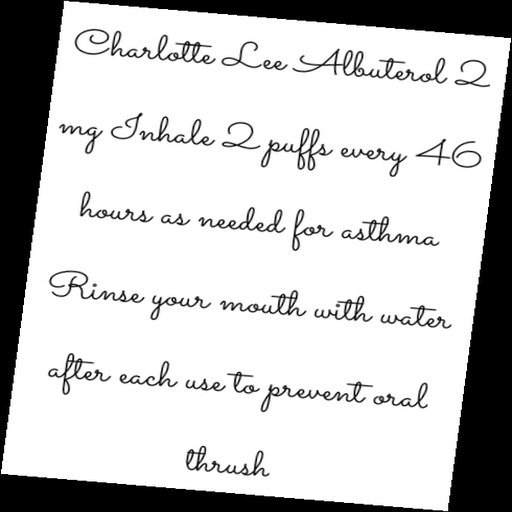 Charlotte Lee Albuterol 2
mg Inhale 2 puffs every 46
hours as needed for asthma
Rinse your mouth with water
after each use to prevent oral
thrush